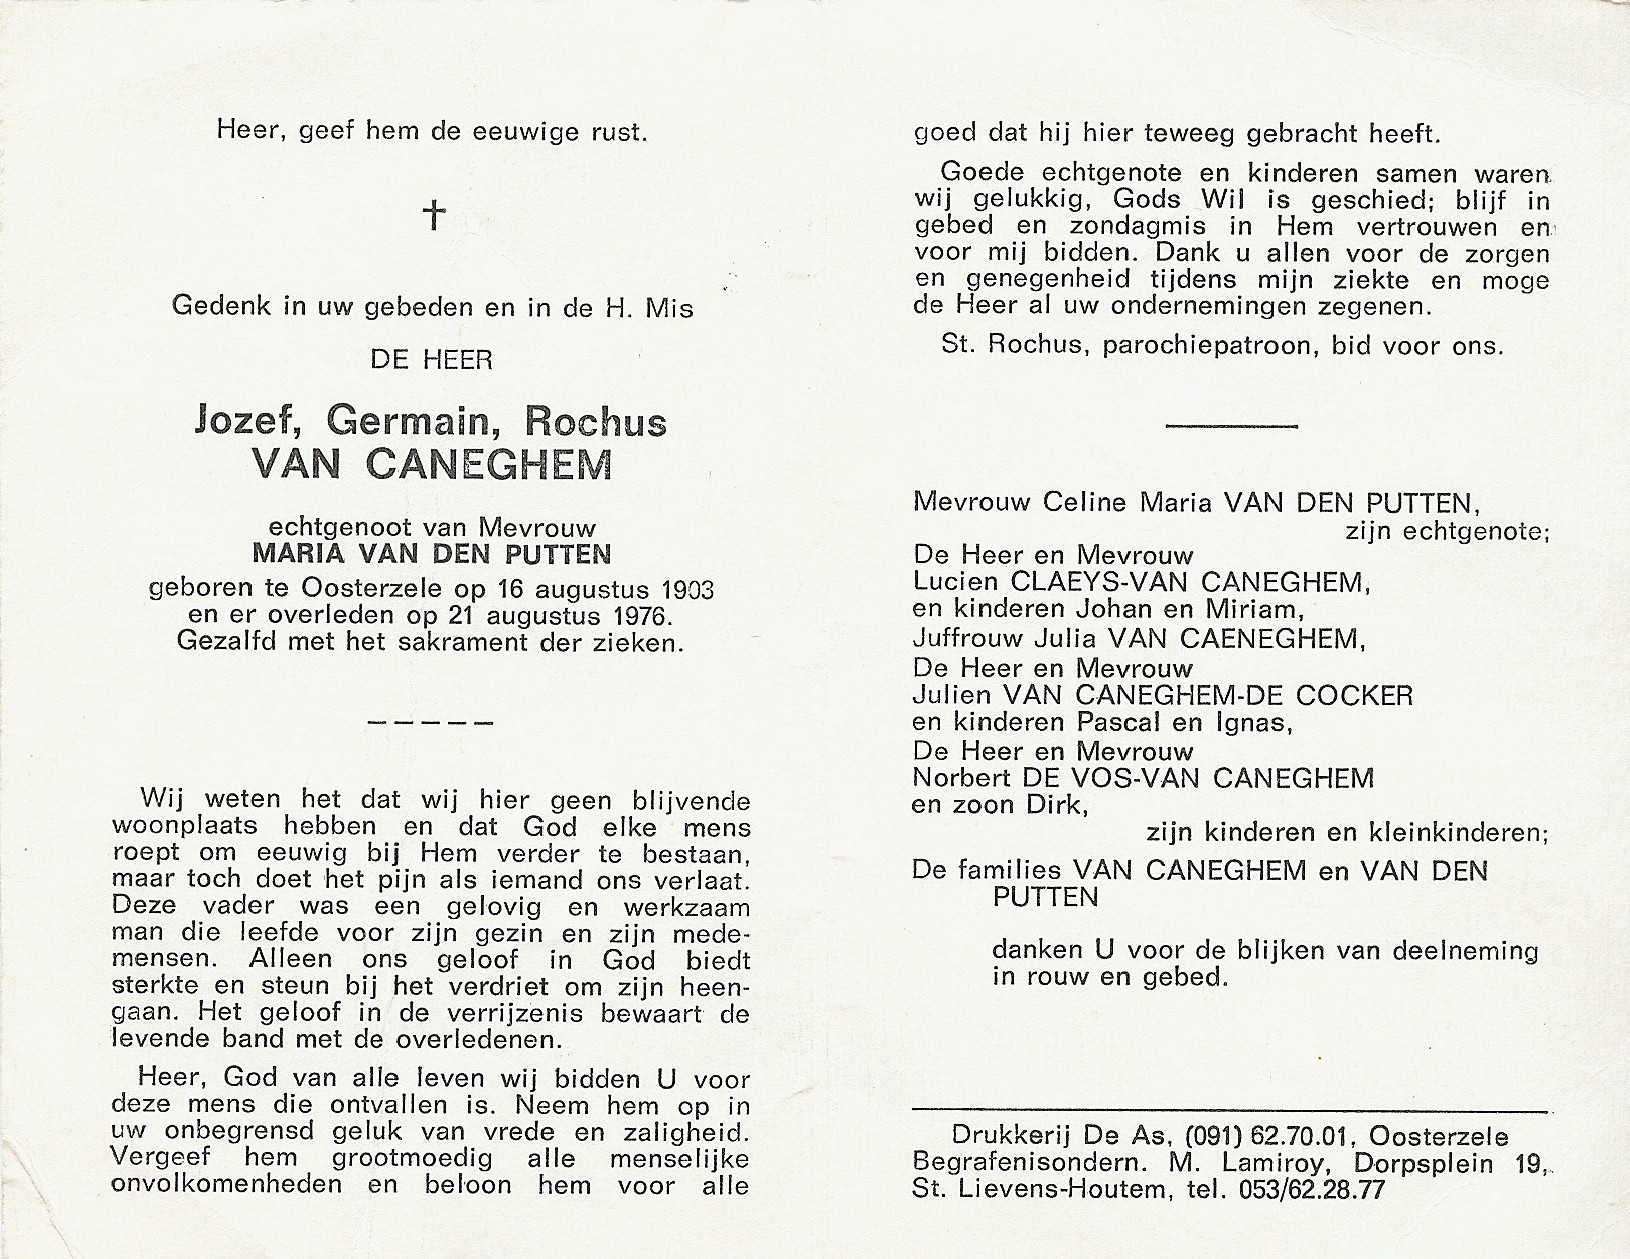 Heer, geef hem de eeuwige rust.
✝
Gedenk in uw gebeden en in de H. Mis
DE HEER
Jozef, Germain, Rochus
VAN CANEGHEM
echtgenoot van Mevrouw
MARIA VAN DEN PUTTEN
geboren te Oosterzele op 16 augustus 1903
en er overleden op 21 augustus 1976.
Gezalfd met het sakrament der zieken.
Wij weten het dat wij hier geen blijvende
woonplaats hebben en dat God elke mens
roept om eeuwig bij Hem verder te bestaan,
maar toch doet het pijn als iemand ons verlaat.
Deze vader was een gelovig en werkzaam
man die leefde voor zijn gezin en zijn mede-
mensen. Alleen ons geloof in God biedt
sterkte en steun bij het verdriet om zijn heen-
gaan. Het geloof in de verrijzenis bewaart de
levende band met de overledenen.
Heer, God van alle leven wij bidden U voor
deze mens die ontvallen is. Neem hem op in
uw onbegrensd geluk van vrede en zaligheid.
Vergeef hem grootmoedig alle menselijke
onvolkomenheden en beloon hem voor alle
goed dat hij hier teweeg gebracht heeft.
Goede echtgenote en kinderen samen waren
wij gelukkig, Gods Wil is geschied; blijf in
gebed en zondagmis in Hem vertrouwen en
voor mij bidden. Dank u allen voor de zorgen
en genegenheid tijdens mijn ziekte en moge
de Heer al uw ondernemingen zegenen.
St. Rochus, parochiepatroon, bid voor ons.
Mevrouw Celine Maria VAN DEN PUTTEN,
zijn echtgenote;
De Heer en Mevrouw
Lucien CLAEYS-VAN CANEGHEM,
en kinderen Johan en Miriam,
Juffrouw Julia VAN CAENEGHEM,
De Heer en Mevrouw
Julien VAN CANEGHEM-DE COCKER
en kinderen Pascal en Ignas,
De Heer en Mevrouw
Norbert DE VOS-VAN CANEGHEM
en zoon Dirk,
zijn kinderen en kleinkinderen;
De families VAN CANEGHEM en VAN DEN
PUTTEN
danken U voor de blijken van deelneming
in rouw en gebed.
Drukkerij De As, (091) 62.70.01, Oosterzele
Begrafenisondern. M. Lamiroy, Dorpsplein 19,
St. Lievens-Houtem, tel. 053/62.28.77